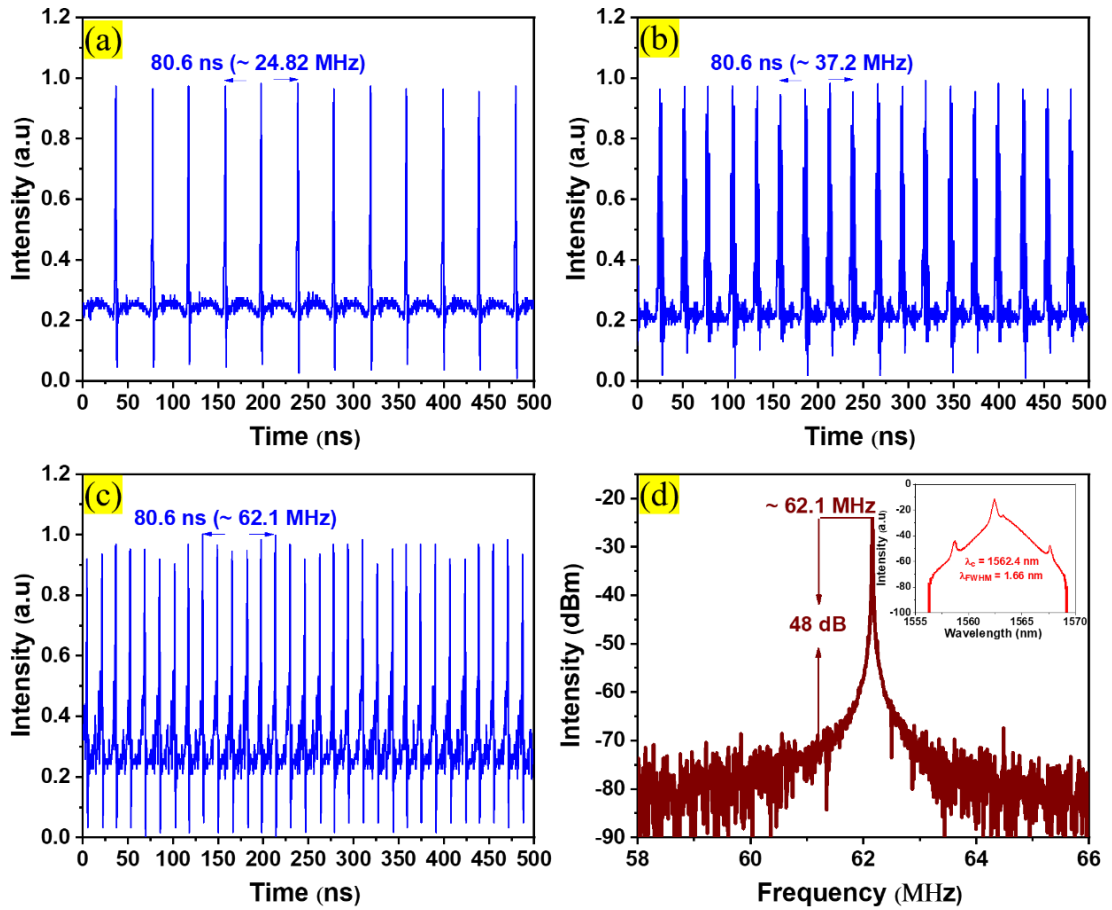 (a)
80.6 ns (~ 24.82 MHz)
Intensity (a.u)
1.2
1.0
0.8
0.6
0.4
0.2
0.0
0 50 100 150 200 250 300 350 400 450 500
Time (ns)
(b)
80.6 ns (~ 37.2 MHz)
Intensity (a.u)
1.2
1.0
0.8
0.6
0.4
0.2
0.0
0 50 100 150 200 250 300 350 400 450 500
Time (ns)
(c)
80.6 ns (~ 62.1 MHz)
Intensity (a.u)
1.2
1.0
0.8
0.6
0.4
0.2
0.0
0 50 100 150 200 250 300 350 400 450 500
Time (ns)
(d)
~ 62.1 MHz
48 dB
Intensity (dBm)
-20
-30
-40
-50
-60
-70
-80
-90
58 60 62 64 66
Frequency (MHz)
Intensity (a.u)
0
-20
-40
-60
-80
-100
λc = 1562.4 nm
λFWHM = 1.66 nm
1555 1560 1565 1570
Wavelength (nm)